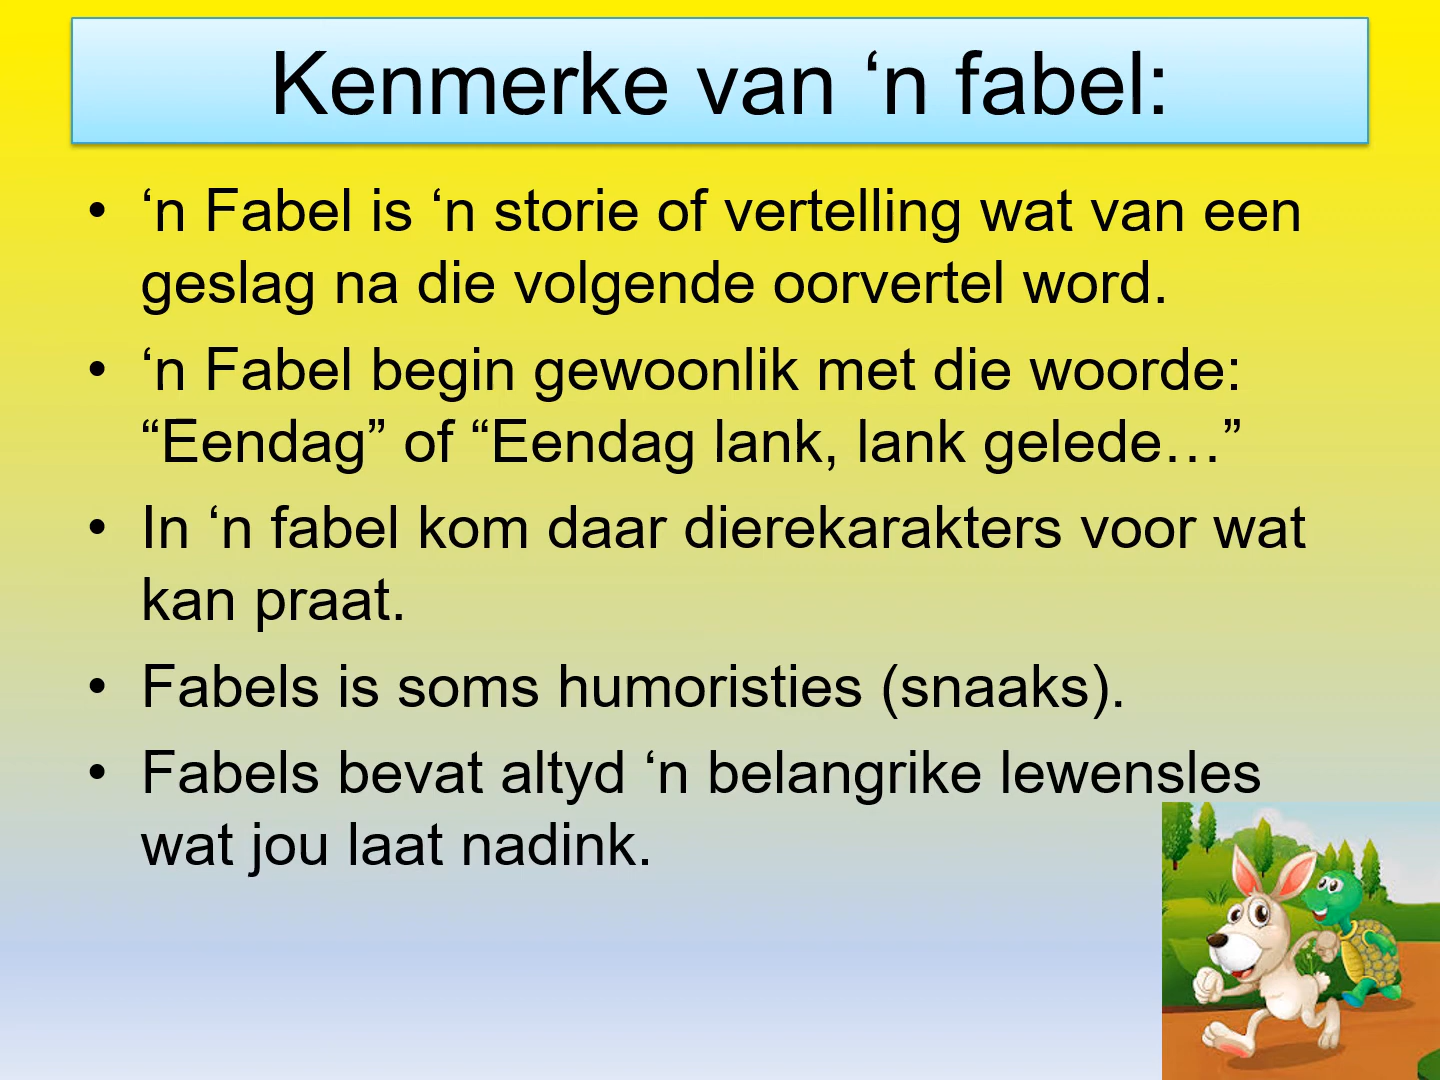 Kenmerke van ‘n fabel:
• ‘n Fabel is ‘n storie of vertelling wat van een
geslag na die volgende oorvertel word.
• ‘n Fabel begin gewoonlik met die woorde:
“Eendag” of “Eendag lank, lank gelede…”
• In ‘n fabel kom daar dierekarakters voor wat
kan praat.
• Fabels is soms humoristies (snaaks).
• Fabels bevat altyd ‘n belangrike lewensles
wat jou laat nadink.